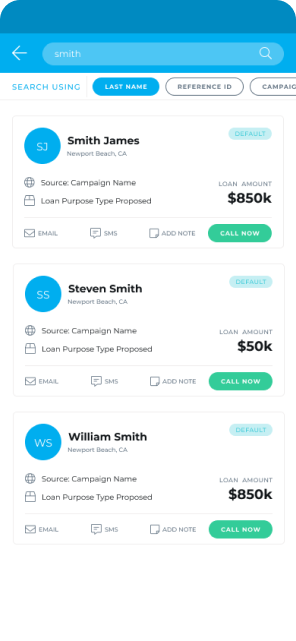 smith
SEARCH USING LAST NAME REFERENCE ID CAMPAIG
SJ Smith James DEFAULT
Newport Beach, CA
Source: Campaign Name LOAN AMOUNT
Loan Purpose Type Proposed $850k
EMAIL SMS ADD NOTE CALL NOW
SS Steven Smith DEFAULT
Newport Beach, CA
Source: Campaign Name LOAN AMOUNT
Loan Purpose Type Proposed $50k
EMAIL SMS ADD NOTE CALL NOW
WS William Smith DEFAULT
Newport Beach, CA
Source: Campaign Name LOAN AMOUNT
Loan Purpose Type Proposed $850k
EMAIL SMS ADD NOTE CALL NOW